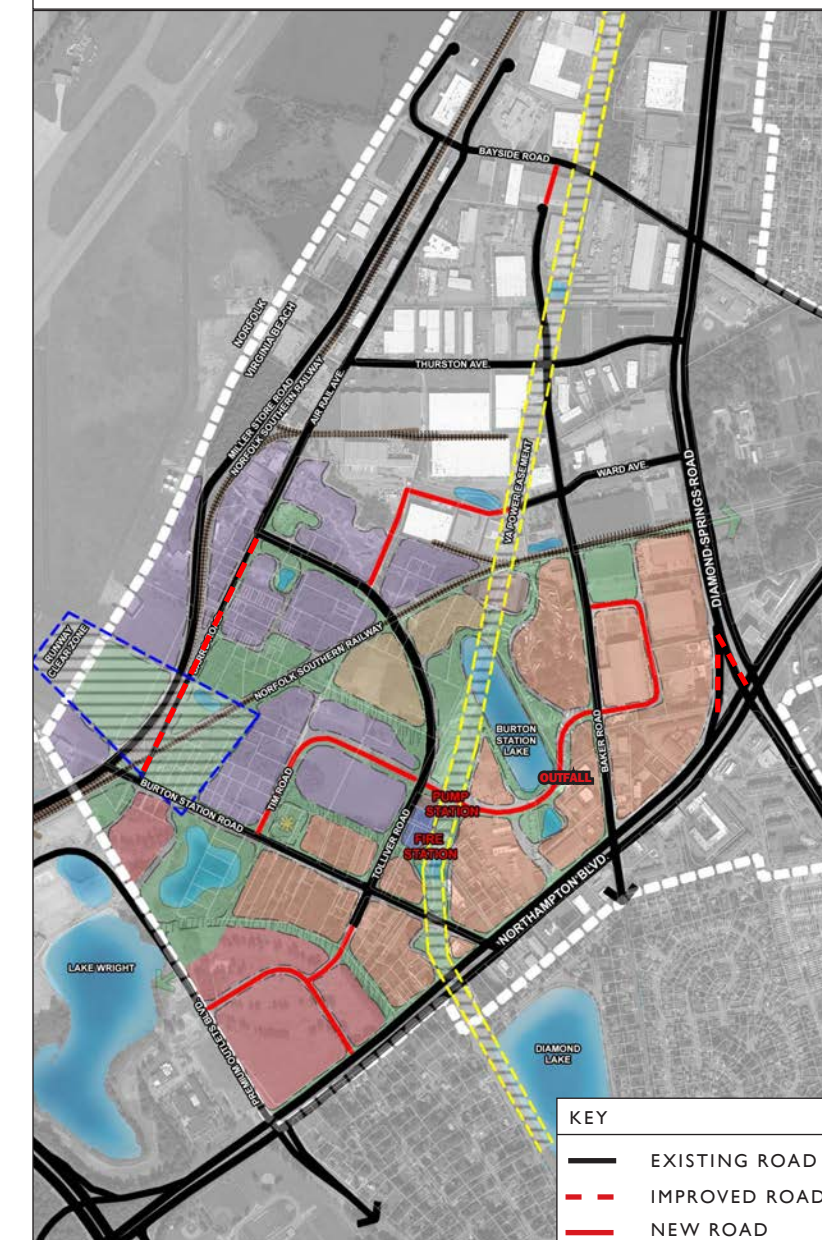 BAYSIDE ROAD
NORFOLK
VIRGINIA BEACH
MILLER STORE ROAD
NORFOLK SOUTHERN RAILWAY
AIR RAIL AVE.
THURSTON AVE.
VA POWER EASEMENT
WARD AVE.
DIAMOND SPRINGS ROAD
RUNWAY
CLEAR ZONE
NORFOLK SOUTHERN RAILWAY
BURTON
STATION
LAKE
BAKER ROAD
OUTFALL
TIM ROAD
BURTON STATION ROAD
PUMP
STATION
FIRE
STATION
TOLLIVER ROAD
NORTHAMPTON BLVD.
LAKE WRIGHT
PREMIUM OUTLETS BLVD
DIAMOND
LAKE
KEY
EXISTING ROAD
IMPROVED ROAD
NEW ROAD